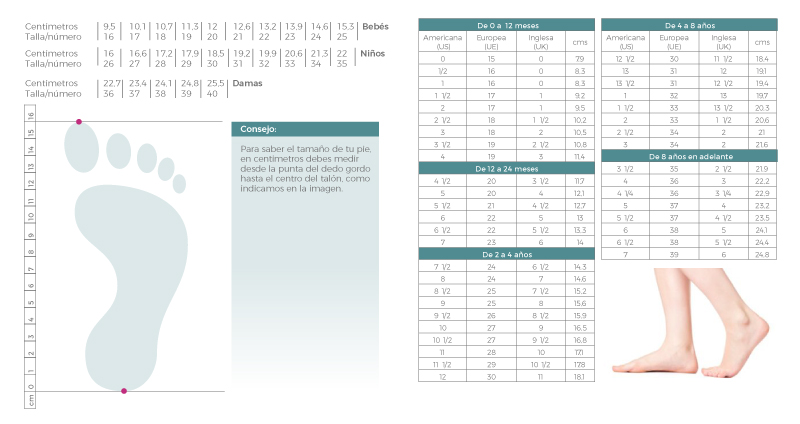 Centímetros 9,5 10,1 10,7 11,3 12 12,6 13,2 13,9 14,6 15,3 Bebés
Talla/número 16 17 18 19 20 21 22 23 24 25
Centímetros 16 16,6 17,2 17,9 18,5 19,2 19,9 20,6 21,3 22 Niños
Talla/número 26 27 28 29 30 31 32 33 34 35
Centímetros 22,7 23,4 24,1 24,8 25,5 Damas
Talla/número 36 37 38 39 40
16
15
14
13
12
11
10
9
8
7
6
5
4
3
2
1
0
cm
Consejo:
Para saber el tamaño de tu pie,
en centímetros debes medir
desde la punta del dedo gordo
hasta el centro del talón, como
indicamos en la imagen.
De 0 a 12 meses
Americana (US) Europea (UE) Inglesa (UK) cms
0 15 0 7.9
1/2 16 0 8.3
1 16 0 8.3
1 1/2 17 1 9.2
2 17 1 9.5
2 1/2 18 1 1/2 10.2
3 18 2 10.5
3 1/2 19 2 1/2 10.8
4 19 3 11.4
De 12 a 24 meses
4 1/2 20 3 1/2 11.7
5 20 4 12.1
5 1/2 21 4 1/2 12.7
6 22 5 13
6 1/2 22 5 1/2 13.3
7 23 6 14
De 2 a 4 años
7 1/2 24 6 1/2 14.3
8 24 7 14.6
8 1/2 25 7 1/2 15.2
9 25 8 15.6
9 1/2 26 8 1/2 15.9
10 27 9 16.5
10 1/2 27 9 1/2 16.8
11 28 10 17.1
11 1/2 29 10 1/2 17.8
12 30 11 18.1
De 4 a 8 años
Americana (US) Europea (UE) Inglesa (UK) cms
12 1/2 30 11 1/2 18.4
13 31 12 19.1
13 1/2 31 12 1/2 19.4
1 32 13 19.7
1 1/2 33 13 1/2 20.3
2 33 1 1/2 20.6
2 1/2 34 2 21
3 34 2 21.6
De 8 años en adelante
3 1/2 35 2 1/2 21.9
4 36 3 22.2
4 1/4 36 3 1/4 22.9
5 37 4 23.2
5 1/2 37 4 1/2 23.5
6 38 5 24.1
6 1/2 38 5 1/2 24.4
7 39 6 24.8